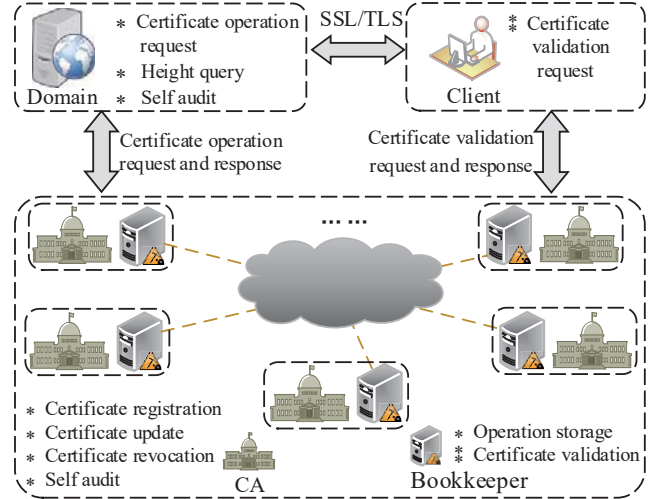 * Certificate operation
request
* Height query
* Self audit
Domain
SSL/TLS
* Certificate
* validation
request
Client
Certificate operation
request and response
Certificate validation
request and response
... ...
* Certificate registration
* Certificate update
* Certificate revocation
* Self audit
CA
* Operation storage
* Certificate validation
*
Bookkeeper